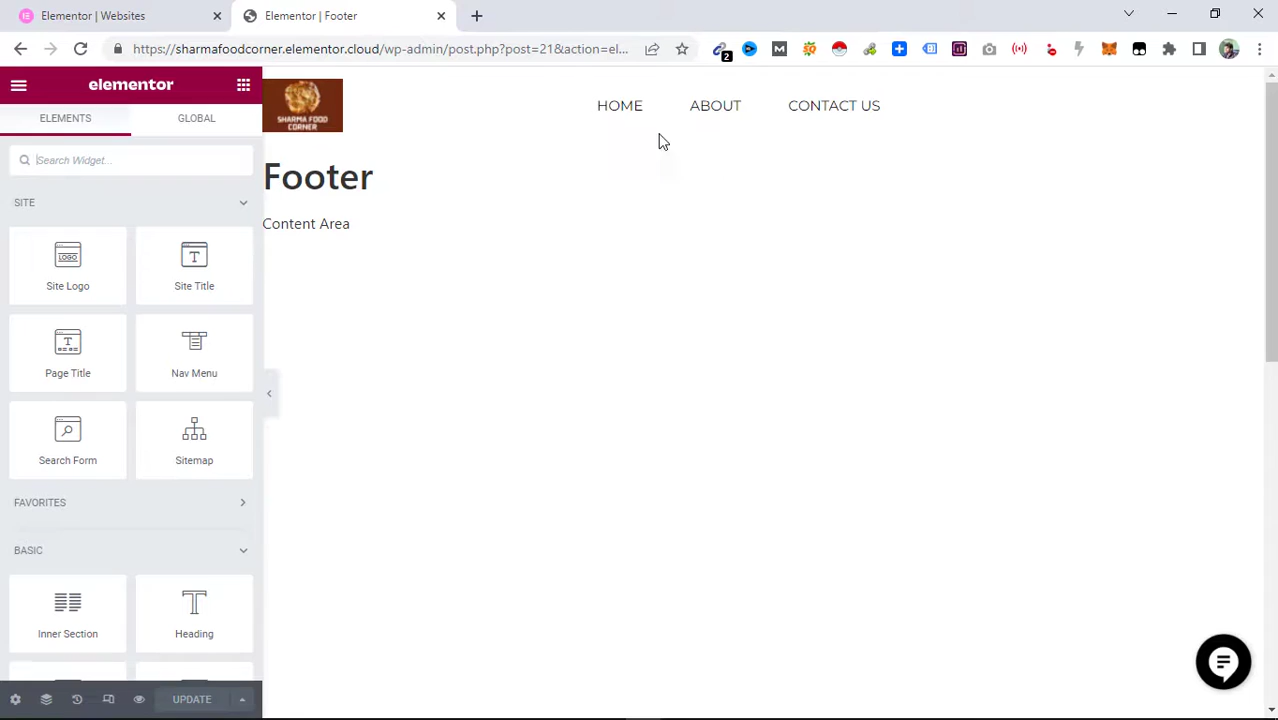 Elementor | Websites
Elementor | Footer
https://sharmafoodcorner.elementor.cloud/wp-admin/post.php?post=21&action=el...
2
elementor
ELEMENTS
GLOBAL
Search Widget...
SITE
Site Logo
Site Title
Page Title
Nav Menu
Search Form
Sitemap
FAVORITES
BASIC
Inner Section
Heading
UPDATE
SHARMA FOOD
CORNER
HOME
ABOUT
CONTACT US
Footer
Content Area